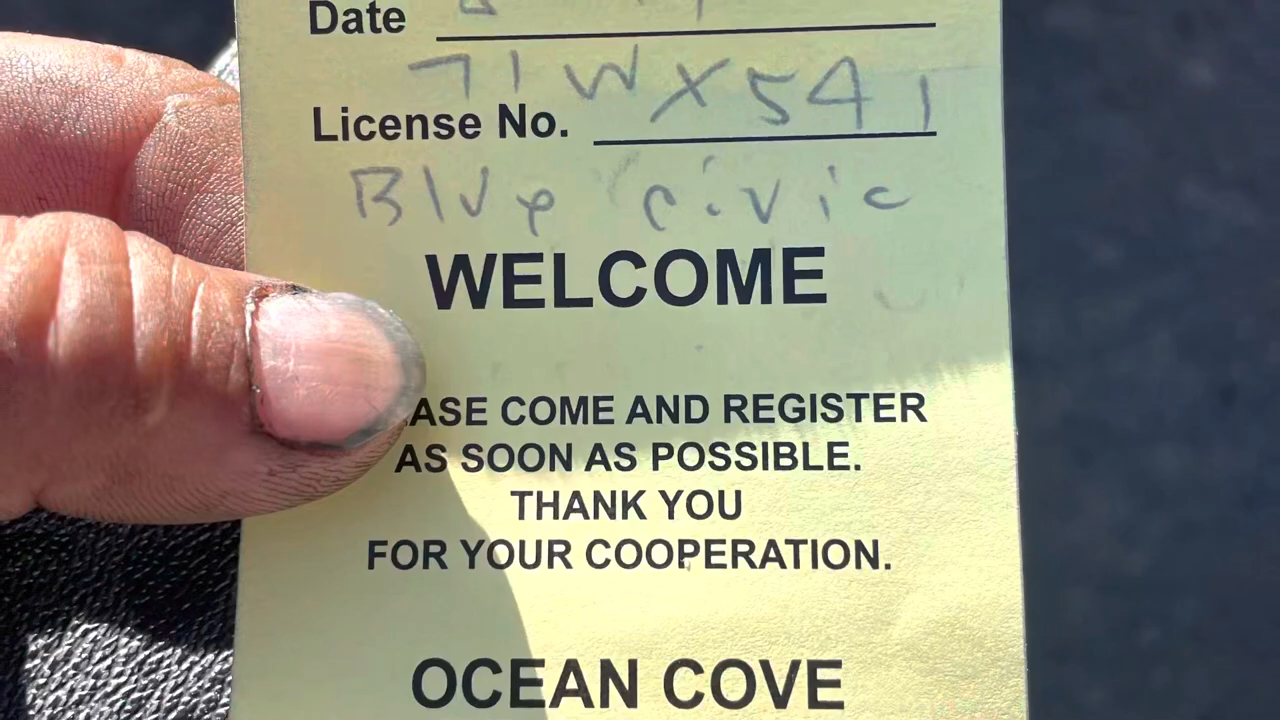 Date
71WX541
License No.
Blue Civic
WELCOME
ASE COME AND REGISTER
AS SOON AS POSSIBLE.
THANK YOU
FOR YOUR COOPERATION.
OCEAN COVE